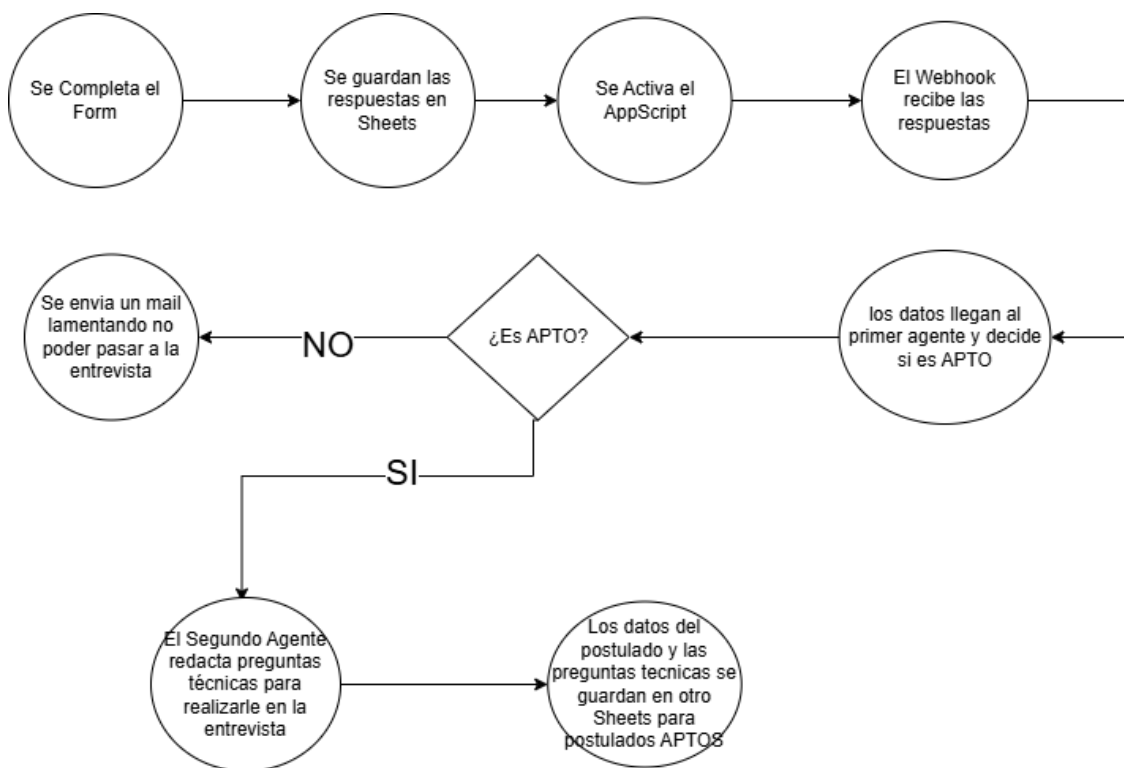 Se Completa el
Form
Se guardan las
respuestas en
Sheets
Se Activa el
AppScript
El Webhook
recibe las
respuestas
Se envia un mail
lamentando no
poder pasar a la
entrevista
NO
¿Es APTO?
los datos llegan al
primer agente y decide
si es APTO
SI
El Segundo Agente
redacta preguntas
técnicas para
realizarle en la
entrevista
Los datos del
postulado y las
preguntas tecnicas se
guardan en otro
Sheets para
postulados APTOS